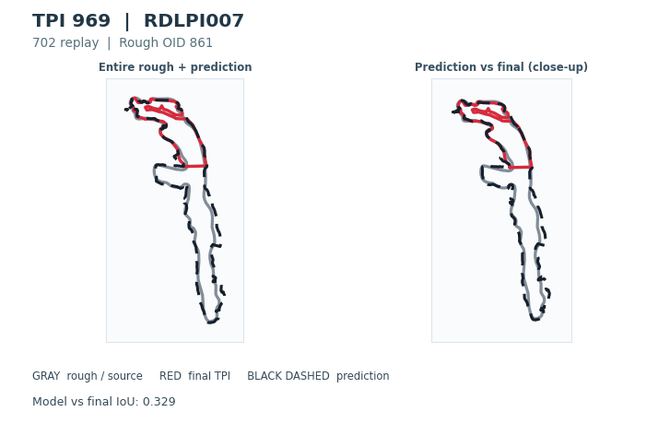 TPI 969 | RDLPI007
702 replay | Rough OID 861
Entire rough + prediction
Prediction vs final (close-up)
GRAY rough / source RED final TPI BLACK DASHED prediction
Model vs final IoU: 0.329